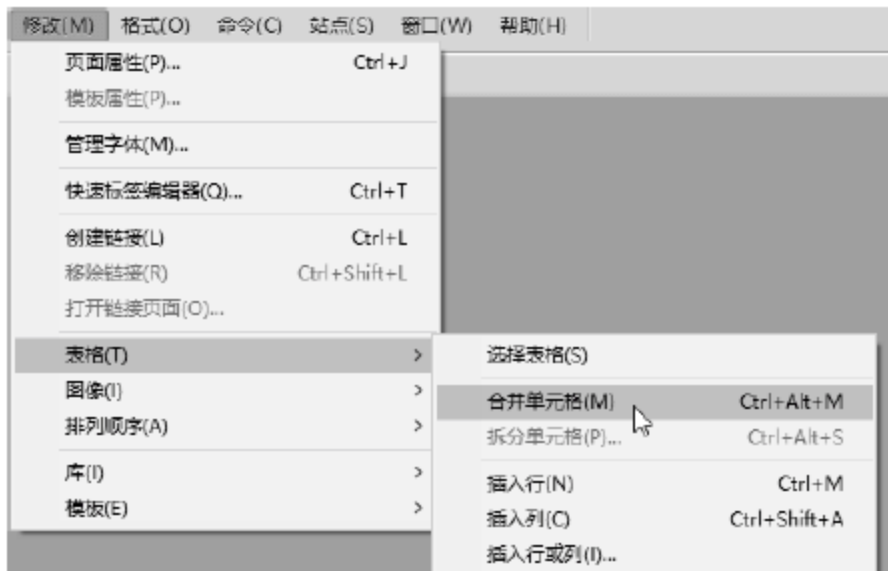 修改(M) 格式(O) 命令(C) 站点(S) 窗口(W) 帮助(H)
页面属性(P)... Ctrl+J
模板属性(P)...
管理字体(M)...
快速标签编辑器(Q)... Ctrl+T
创建链接(L) Ctrl+L
移除链接(R) Ctrl+Shift+L
打开链接页面(O)...
表格(T) >
图像(I) >
排列顺序(A) >
库(I) >
模板(E) >
选择表格(S)
合并单元格(M) Ctrl+Alt+M
拆分单元格(P)... Ctrl+Alt+S
插入行(N) Ctrl+M
插入列(C) Ctrl+Shift+A
插入行或列(I)...